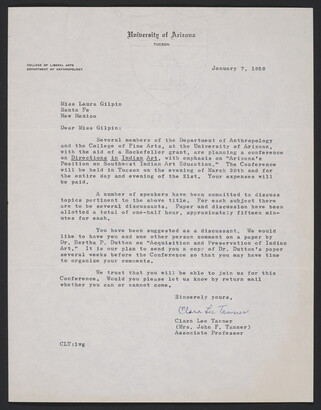 University of Arizona
TUCSON
COLLEGE OF LIBERAL ARTS
DEPARTMENT OF ANTHROPOLOGY
January 7, 1959
Miss Laura Gilpin
Santa Fe
New Mexico
Dear Miss Gilpin:
Several members of the Department of Anthropology
and the College of Fine Arts, at the University of Arizona,
with the aid of a Rockefeller grant, are planning a conference
on Directions in Indian Art, with emphasis on "Arizona's
Position on Southwest Indian Art Education." The Conference
will be held in Tucson on the evening of March 20th and for
the entire day and evening of the 21st. Your expenses will
be paid.
A number of speakers have been committed to discuss
topics pertinent to the above title. For each subject there
are to be several discussants. Paper and discussion have been
allotted a total of one-half hour, approximately fifteen min-
utes for each.
You have been suggested as a discussant. We would
like to have you and one other person comment on a paper by
Dr. Bertha P. Dutton on "Acquisition and Preservation of Indian
Art." It is our plan to send you a copy of Dr. Dutton's paper
several weeks before the Conference so that you may have time
to organize your comments.
We trust that you will be able to join us for this
Conference. Would you please let us know by return mail
whether you can or cannot come.
Sincerely yours,
Clara Lee Tanner
Clara Lee Tanner
(Mrs. John F. Tanner)
Associate Professor
CLT:lwg